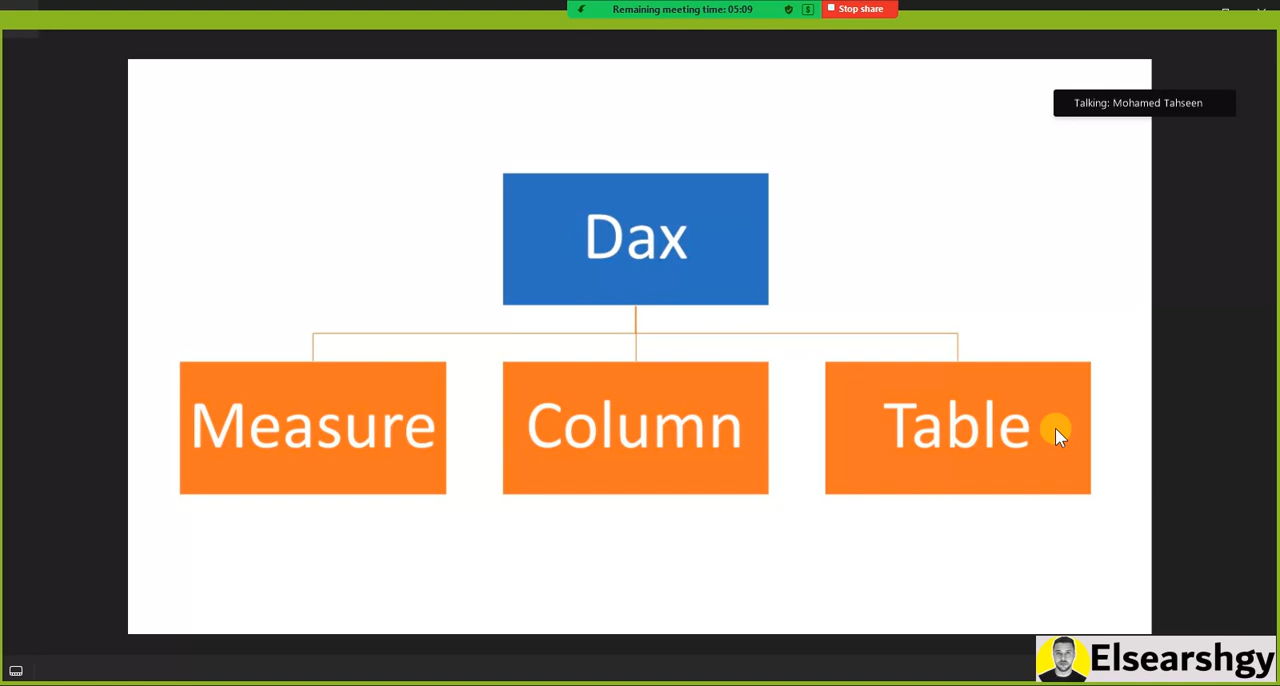 Remaining meeting time: 05:09
Stop share
Talking: Mohamed Tahseen
Dax
Measure
Column
Table
Elsearshgy